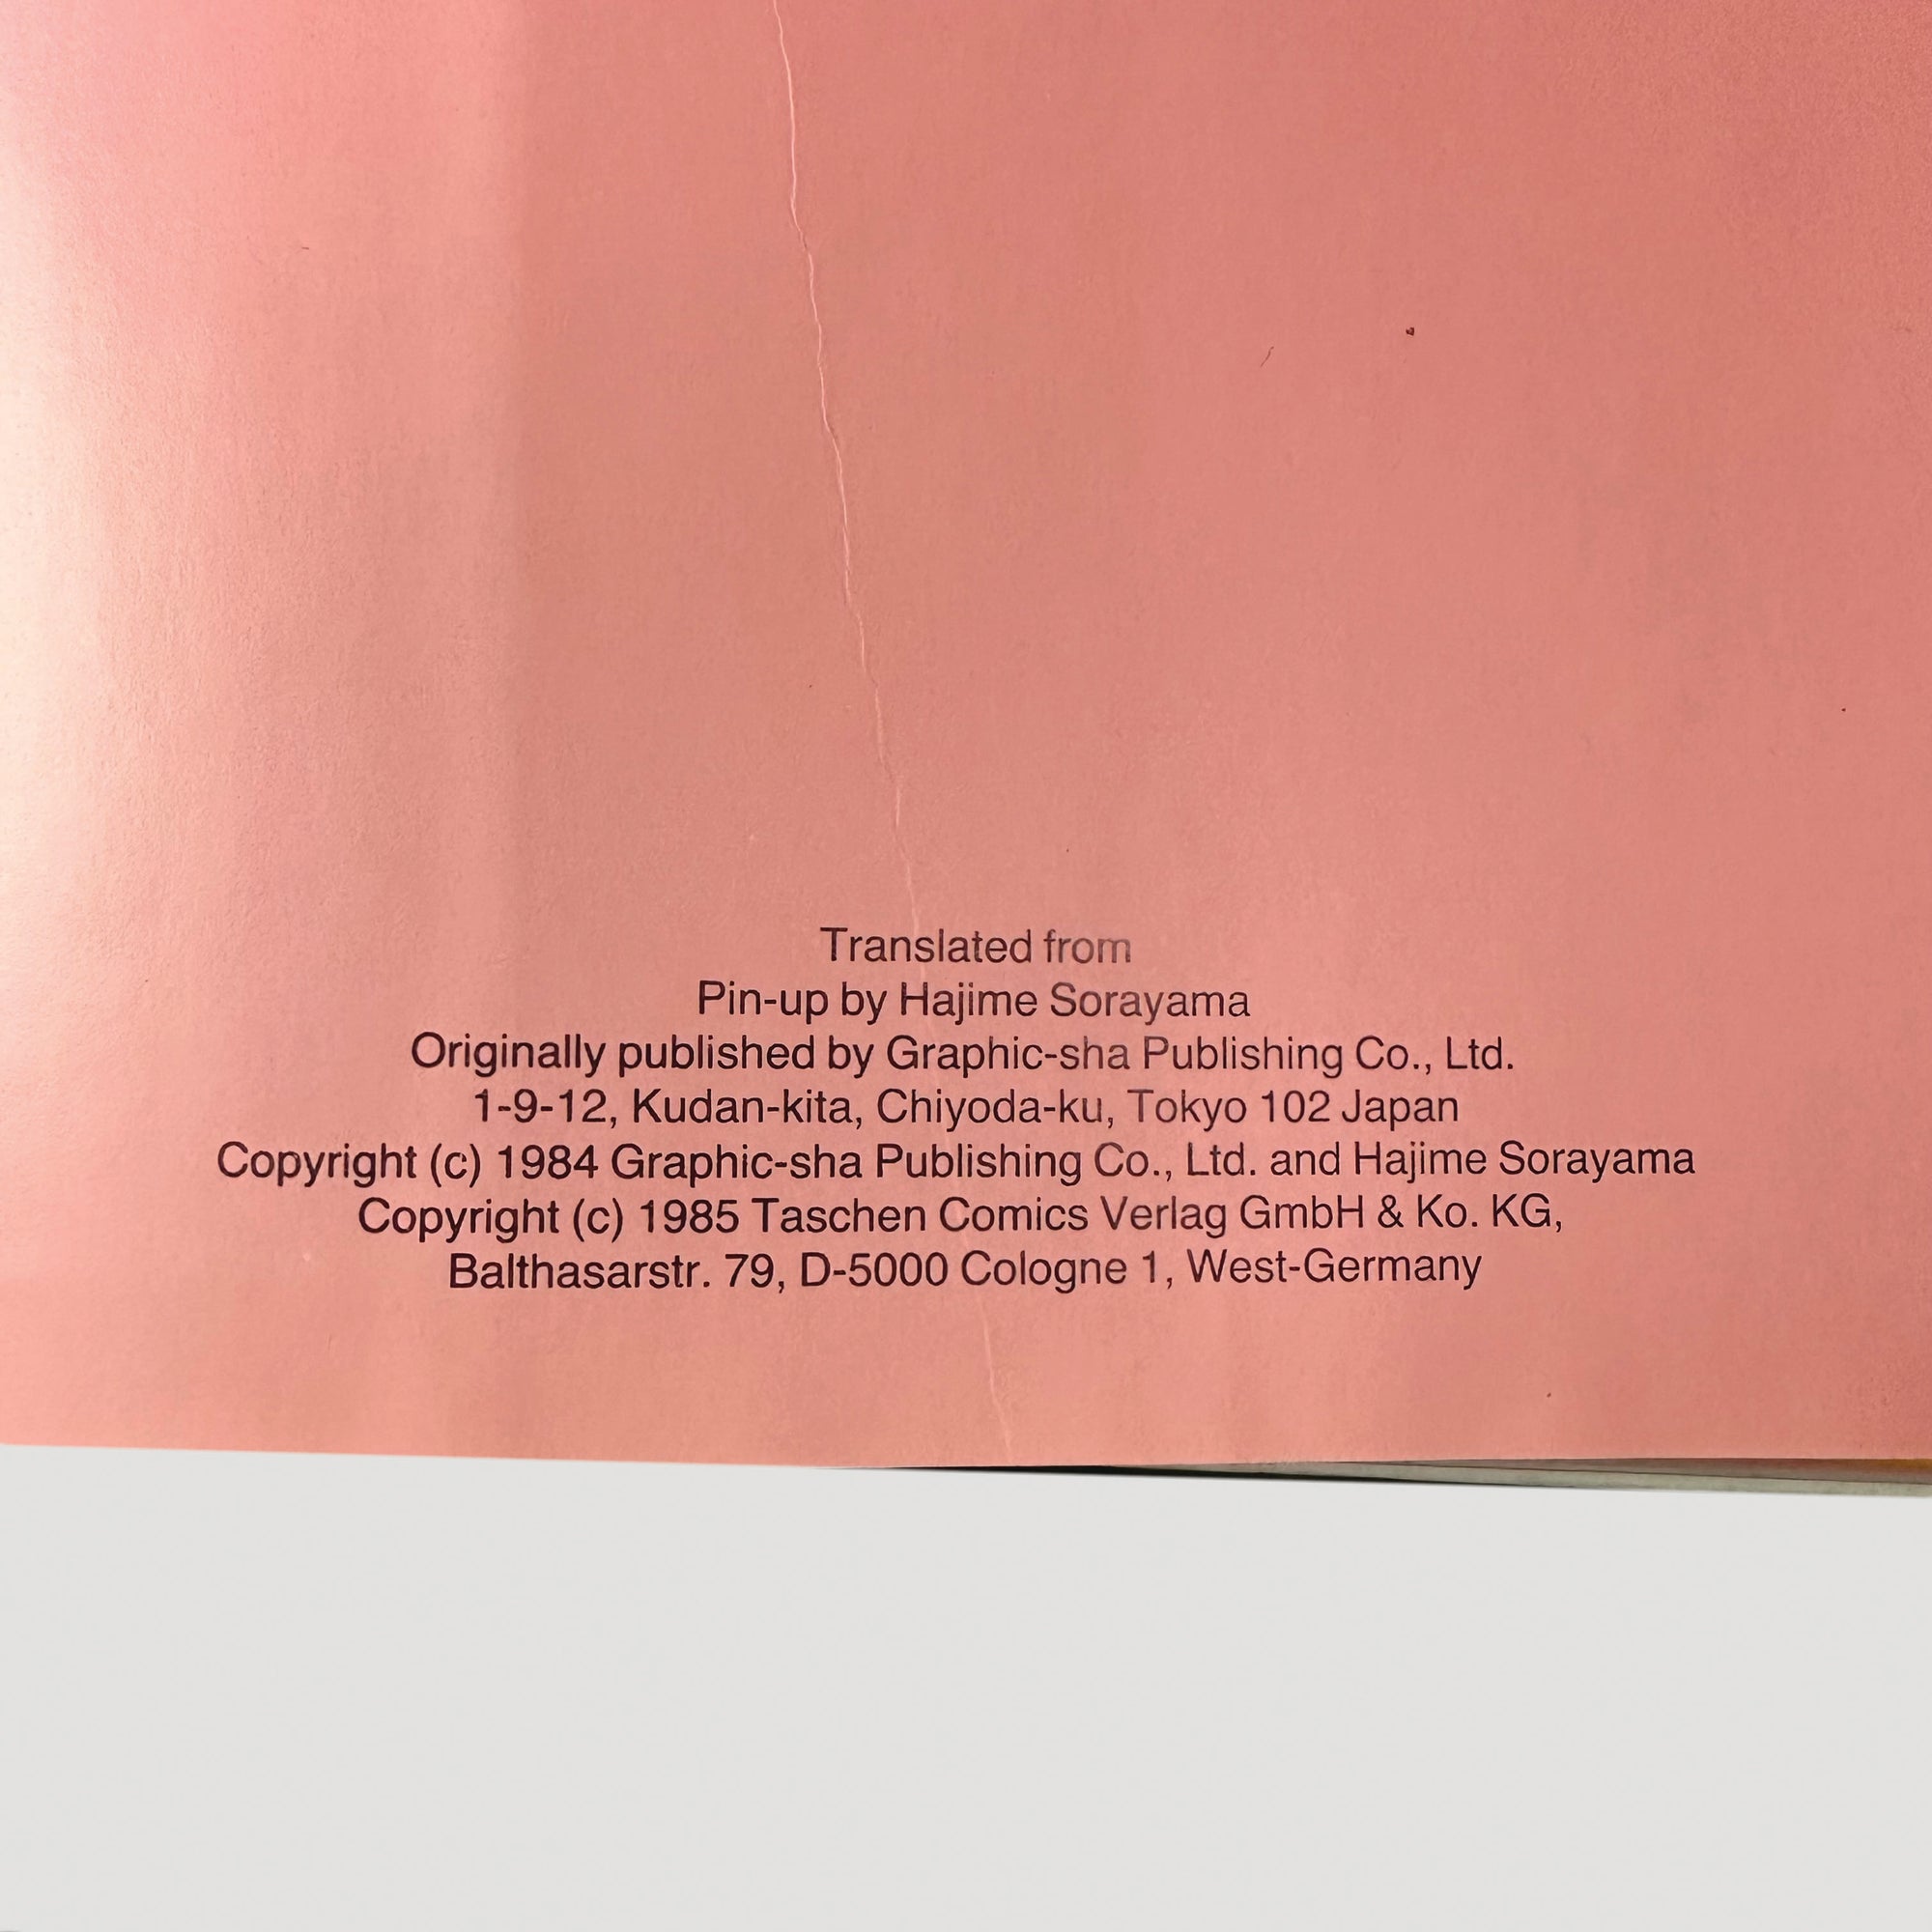 Translated from
Pin-up by Hajime Sorayama
Originally published by Graphic-sha Publishing Co., Ltd.
1-9-12, Kudan-kita, Chiyoda-ku, Tokyo 102 Japan
Copyright (c) 1984 Graphic-sha Publishing Co., Ltd. and Hajime Sorayama
Copyright (c) 1985 Taschen Comics Verlag GmbH & Ko. KG,
Balthasarstr. 79, D-5000 Cologne 1, West-Germany